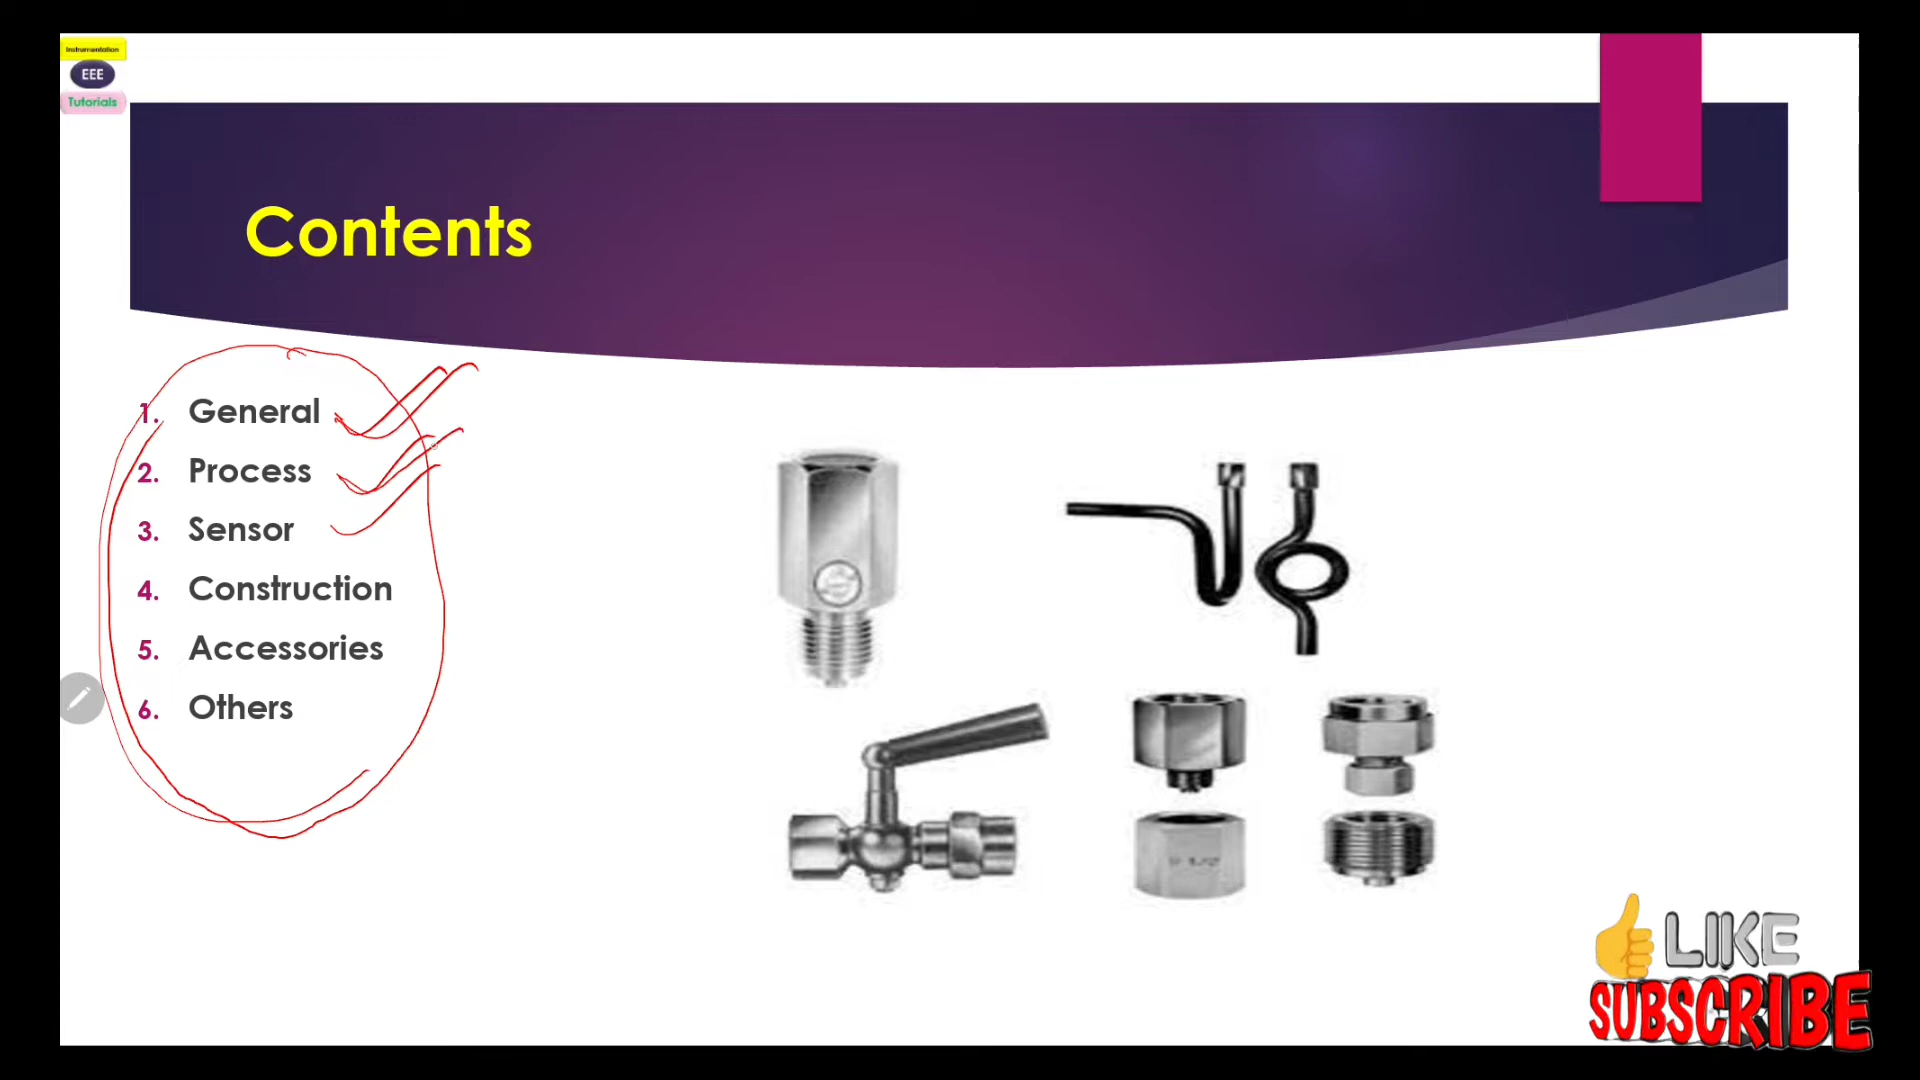 Instrumentation
EEE
Tutorials
Contents
1. General
2. Process
3. Sensor
4. Construction
5. Accessories
6. Others
LIKE
SUBSCRIBE